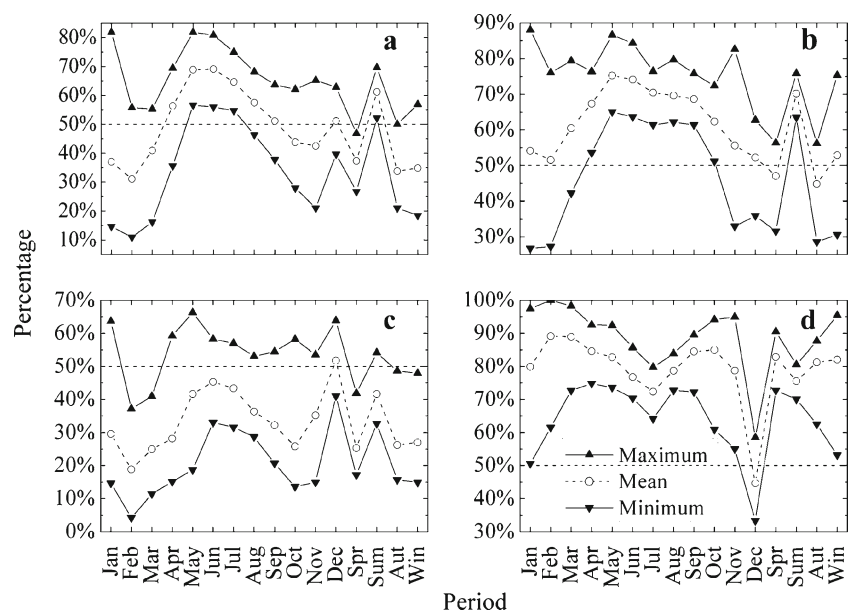 a
80%
70%
60%
50%
40%
30%
20%
10%
b
90%
80%
70%
60%
50%
40%
30%
Percentage
c
70%
60%
50%
40%
30%
20%
10%
0%
Jan Feb Mar Apr May Jun Jul Aug Sep Oct Nov Dec Spr Sum Aut Win
d
100%
90%
80%
70%
60%
50%
40%
30%
Maximum
Mean
Minimum
Jan Feb Mar Apr May Jun Jul Aug Sep Oct Nov Dec Spr Sum Aut Win
Period